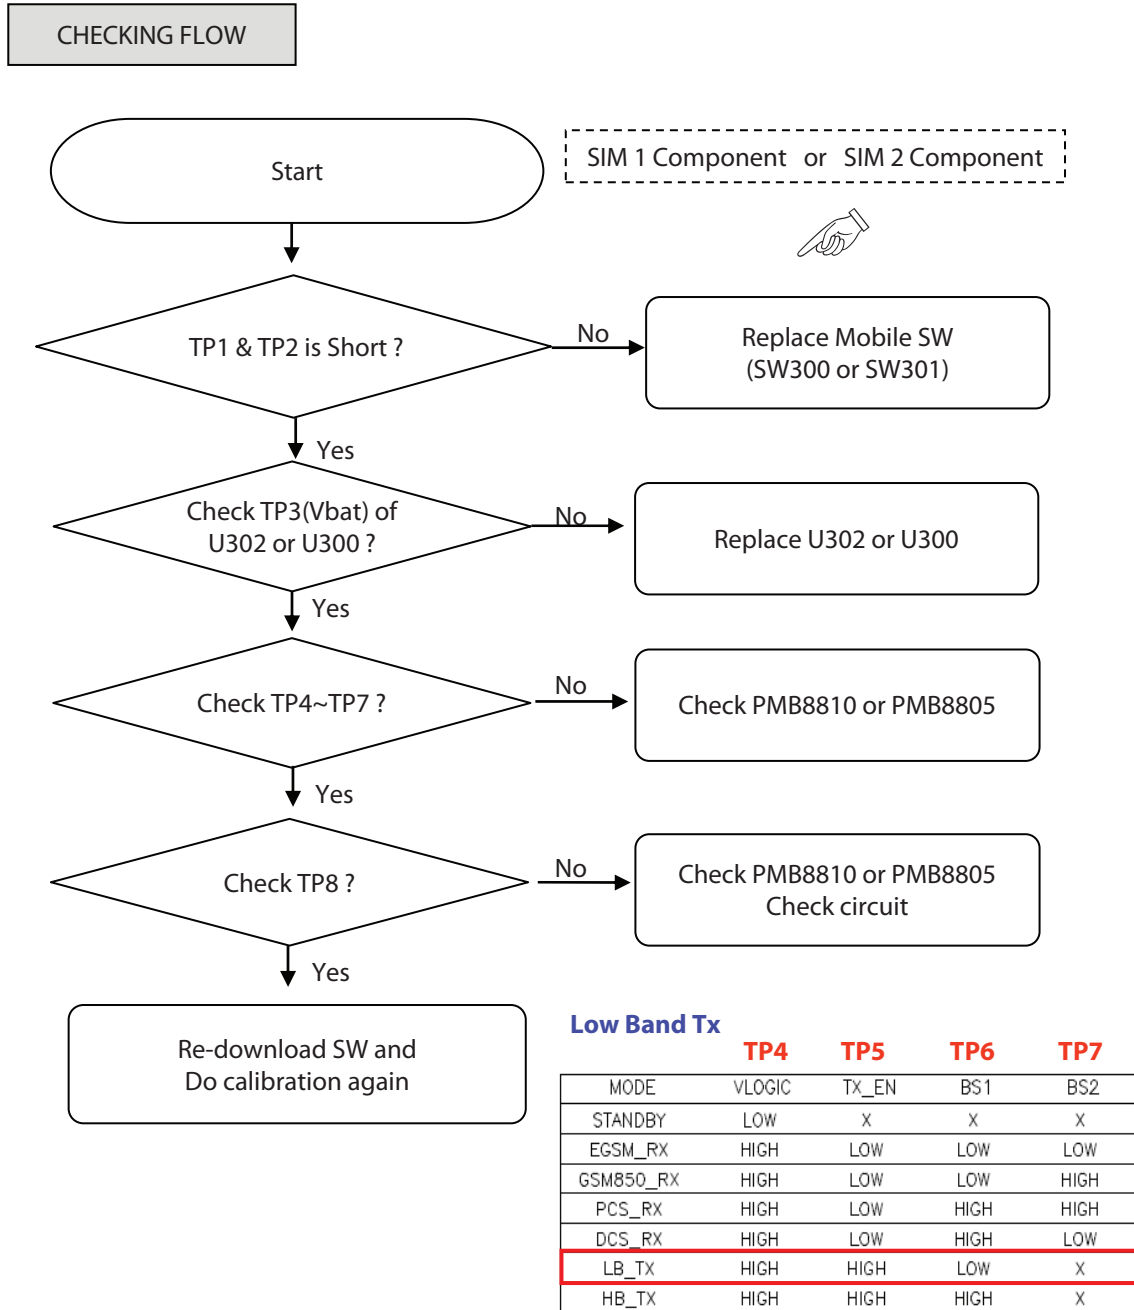 CHECKING FLOW
Start
SIM 1 Component or SIM 2 Component
TP1 & TP2 is Short ?
No
Replace Mobile SW
(SW300 or SW301)
Yes
Check TP3(Vbat) of
U302 or U300 ?
No
Replace U302 or U300
Yes
Check TP4~TP7 ?
No
Check PMB8810 or PMB8805
Yes
Check TP8 ?
No
Check PMB8810 or PMB8805
Check circuit
Yes
Re-download SW and
Do calibration again
Low Band Tx
TP4 TP5 TP6 TP7
MODE VLOGIC TX_EN BS1 BS2
STANDBY LOW X X X
EGSM_RX HIGH LOW LOW LOW
GSM850_RX HIGH LOW LOW HIGH
PCS_RX HIGH LOW HIGH HIGH
DCS_RX HIGH LOW HIGH LOW
LB_TX HIGH HIGH LOW X
HB_TX HIGH HIGH HIGH X